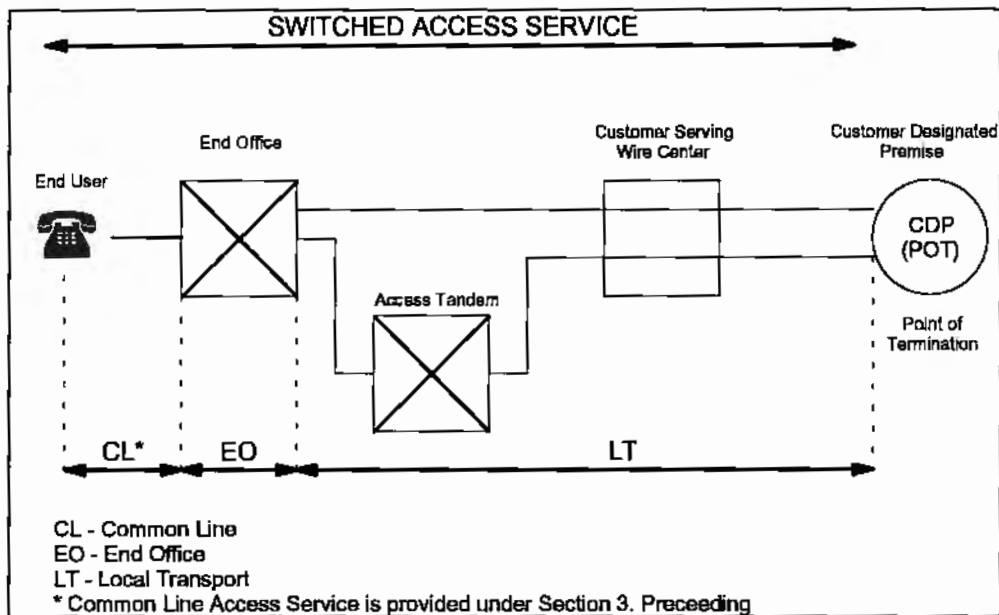 SWITCHED ACCESS SERVICE
End Office
Customer Serving
Wire Center
Customer Designated
Premise
End User
CDP
(POT)
Access Tandem
Point of
Termination
CL*
EO
LT
CL - Common Line
EO - End Office
LT - Local Transport
* Common Line Access Service is provided under Section 3. Preceeding